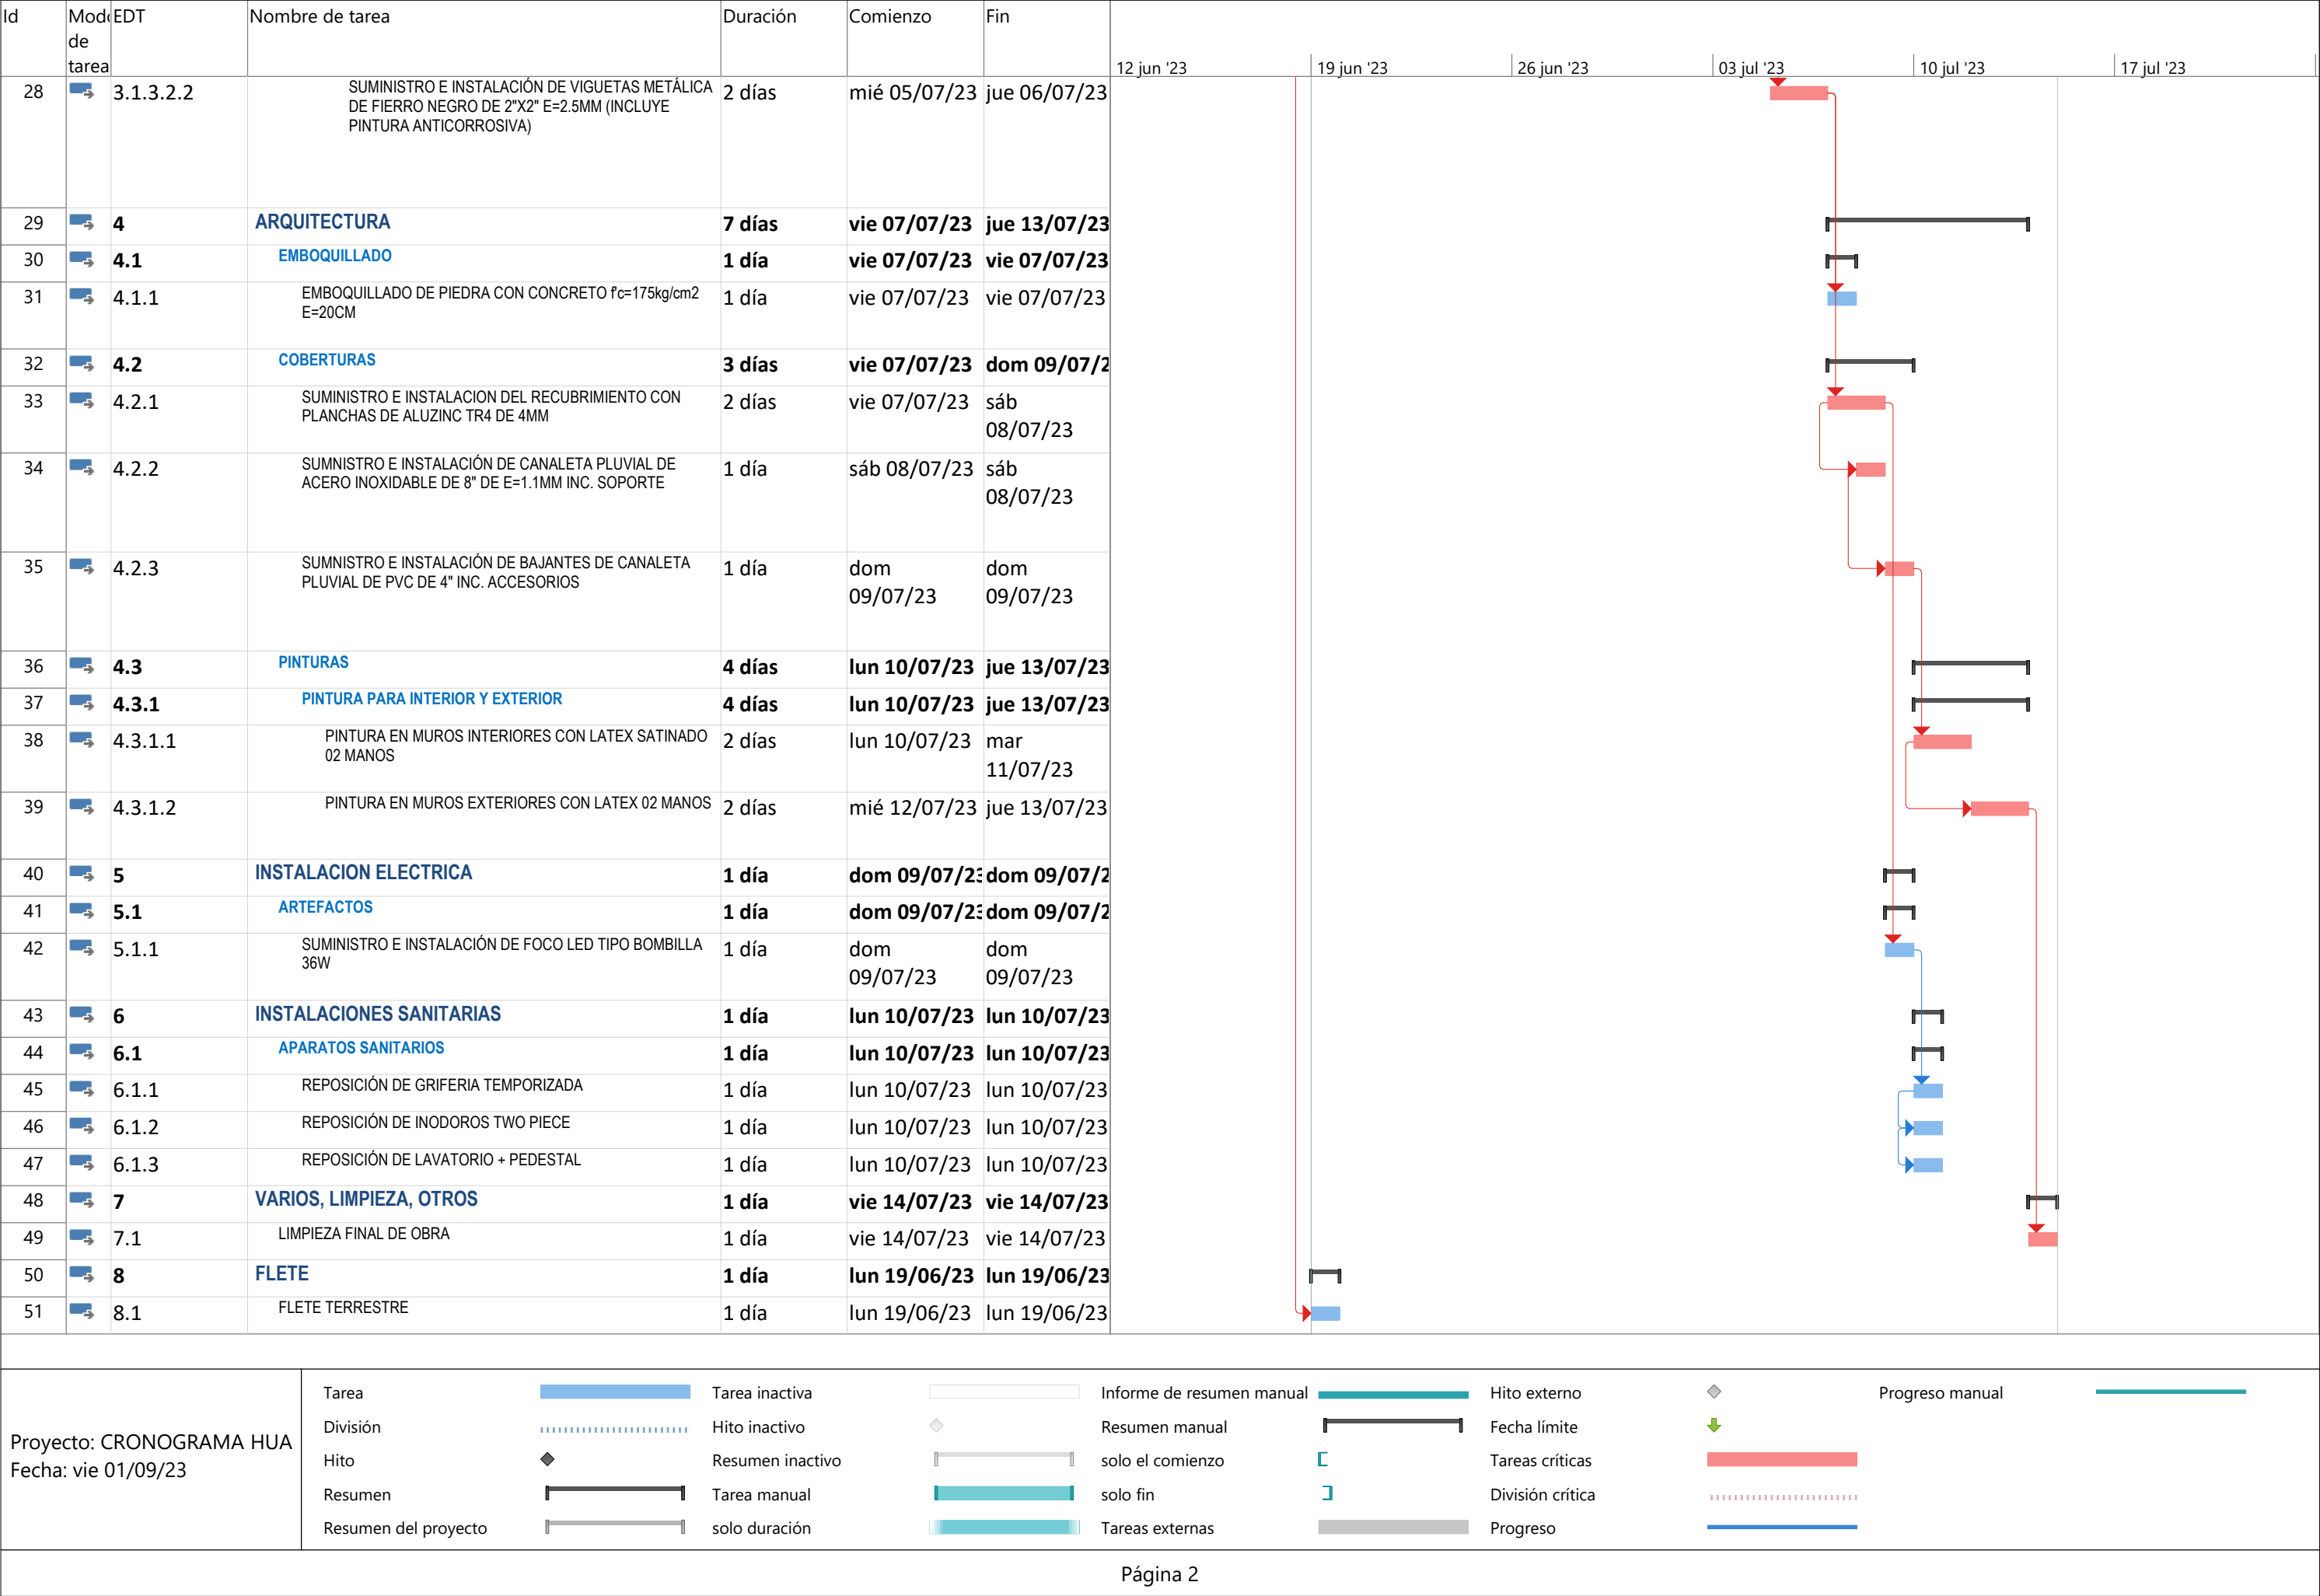 Id Modo EDT Nombre de tarea Duración Comienzo Fin
de
tarea
12 jun '23 19 jun '23 26 jun '23 03 jul '23 10 jul '23 17 jul '23
28 3.1.3.2.2 SUMINISTRO E INSTALACIÓN DE VIGUETAS METÁLICA 2 días mié 05/07/23 jue 06/07/23
DE FIERRO NEGRO DE 2"X2" E=2.5MM (INCLUYE
PINTURA ANTICORROSIVA)
29 4 ARQUITECTURA 7 días vie 07/07/23 jue 13/07/23
30 4.1 EMBOQUILLADO 1 día vie 07/07/23 vie 07/07/23
31 4.1.1 EMBOQUILLADO DE PIEDRA CON CONCRETO f'c=175kg/cm2 1 día vie 07/07/23 vie 07/07/23
E=20CM
32 4.2 COBERTURAS 3 días vie 07/07/23 dom 09/07/2
33 4.2.1 SUMINISTRO E INSTALACION DEL RECUBRIMIENTO CON 2 días vie 07/07/23 sáb
PLANCHAS DE ALUZINC TR4 DE 4MM 08/07/23
34 4.2.2 SUMNISTRO E INSTALACIÓN DE CANALETA PLUVIAL DE 1 día sáb 08/07/23 sáb
ACERO INOXIDABLE DE 8" DE E=1.1MM INC. SOPORTE 08/07/23
35 4.2.3 SUMNISTRO E INSTALACIÓN DE BAJANTES DE CANALETA 1 día dom dom
PLUVIAL DE PVC DE 4" INC. ACCESORIOS 09/07/23 09/07/23
36 4.3 PINTURAS 4 días lun 10/07/23 jue 13/07/23
37 4.3.1 PINTURA PARA INTERIOR Y EXTERIOR 4 días lun 10/07/23 jue 13/07/23
38 4.3.1.1 PINTURA EN MUROS INTERIORES CON LATEX SATINADO 2 días lun 10/07/23 mar
02 MANOS 11/07/23
39 4.3.1.2 PINTURA EN MUROS EXTERIORES CON LATEX 02 MANOS 2 días mié 12/07/23 jue 13/07/23
40 5 INSTALACION ELECTRICA 1 día dom 09/07/23 dom 09/07/2
41 5.1 ARTEFACTOS 1 día dom 09/07/23 dom 09/07/2
42 5.1.1 SUMINISTRO E INSTALACIÓN DE FOCO LED TIPO BOMBILLA 1 día dom dom
36W 09/07/23 09/07/23
43 6 INSTALACIONES SANITARIAS 1 día lun 10/07/23 lun 10/07/23
44 6.1 APARATOS SANITARIOS 1 día lun 10/07/23 lun 10/07/23
45 6.1.1 REPOSICIÓN DE GRIFERIA TEMPORIZADA 1 día lun 10/07/23 lun 10/07/23
46 6.1.2 REPOSICIÓN DE INODOROS TWO PIECE 1 día lun 10/07/23 lun 10/07/23
47 6.1.3 REPOSICIÓN DE LAVATORIO + PEDESTAL 1 día lun 10/07/23 lun 10/07/23
48 7 VARIOS, LIMPIEZA, OTROS 1 día vie 14/07/23 vie 14/07/23
49 7.1 LIMPIEZA FINAL DE OBRA 1 día vie 14/07/23 vie 14/07/23
50 8 FLETE 1 día lun 19/06/23 lun 19/06/23
51 8.1 FLETE TERRESTRE 1 día lun 19/06/23 lun 19/06/23
Proyecto: CRONOGRAMA HUA
Fecha: vie 01/09/23
Tarea Tarea inactiva Informe de resumen manual Hito externo Progreso manual
División Hito inactivo Resumen manual Fecha límite
Hito Resumen inactivo solo el comienzo Tareas críticas
Resumen Tarea manual solo fin División crítica
Resumen del proyecto solo duración Tareas externas Progreso
Página 2